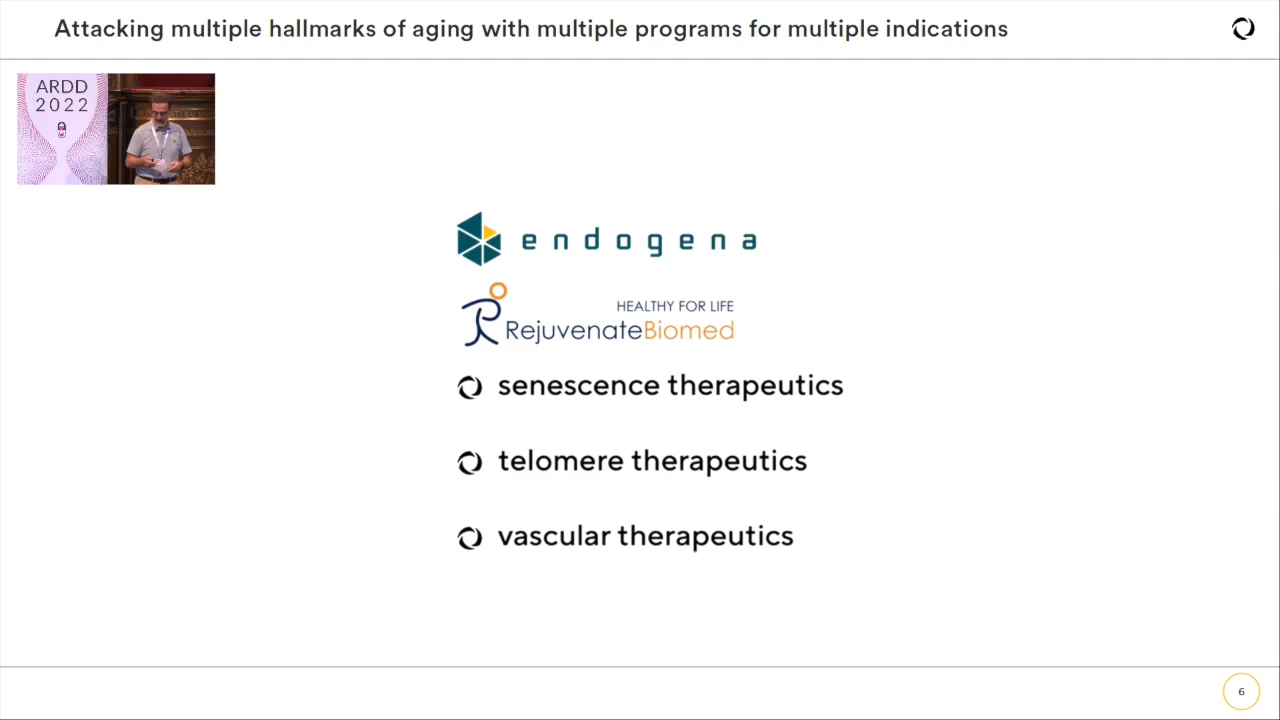 Attacking multiple hallmarks of aging with multiple programs for multiple indications
ARDD
2022
endogena
HEALTHY FOR LIFE
RejuvenateBiomed
senescence therapeutics
telomere therapeutics
vascular therapeutics
6